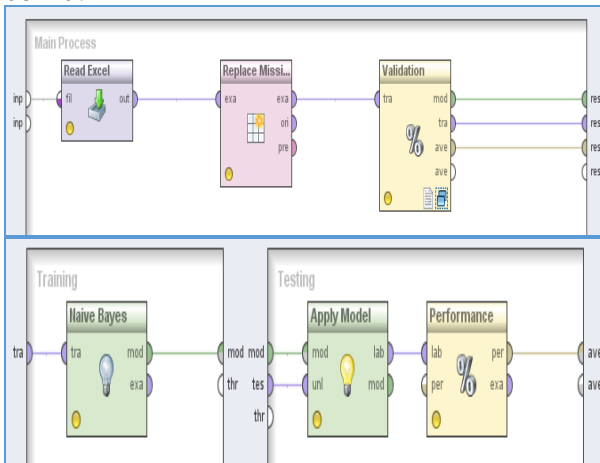 Main Process
Read Excel
Replace Missi...
Validation
inp
fil
out
exa
exa
tra
mod
res
inp
ori
tra
res
pre
ave
res
ave
res
%
Training
Testing
Naive Bayes
Apply Model
Performance
tra
tra
mod
mod
mod
mod
lab
lab
per
ave
exa
thr
tes
unl
mod
per
exa
ave
thr
%